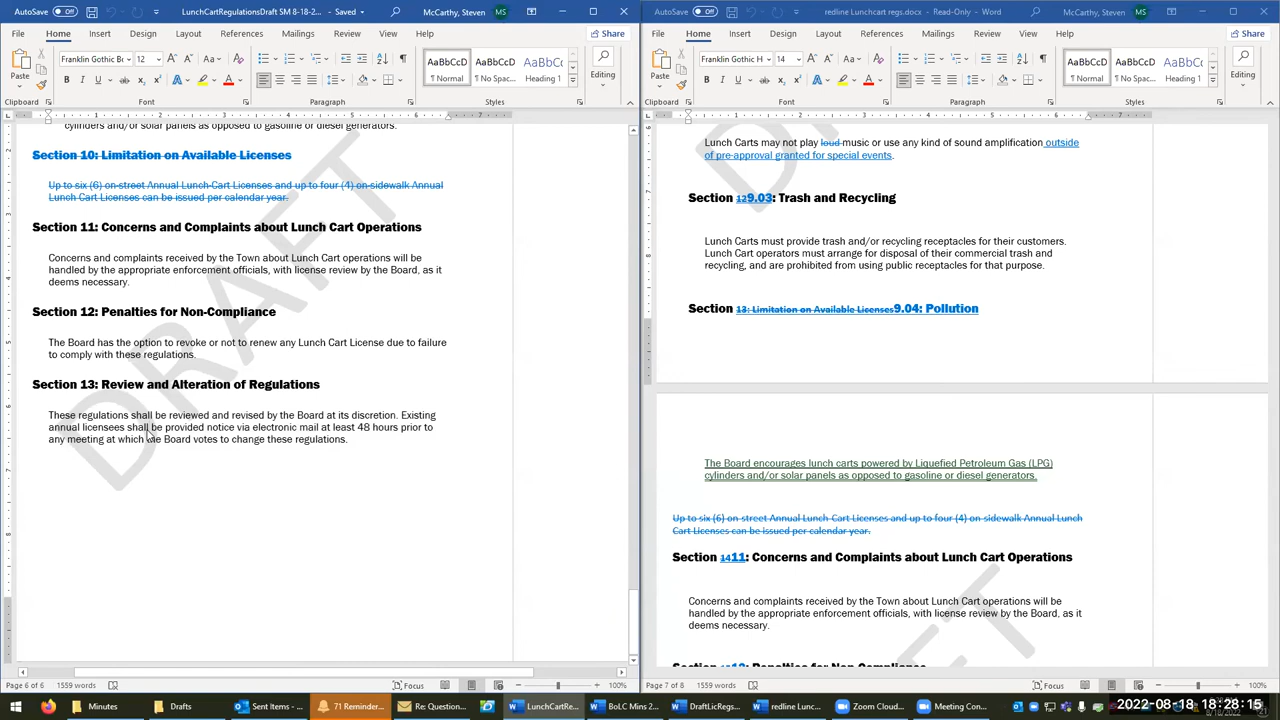 AutoSave Off LunchCartRegulationsDraft SM 8-18-2... McCarthy, Steven MS
File Home Insert Design Layout References Mailings Review View Help Share
Franklin Gothic Bo 12
Paste
AaBbCcD AaBbCcD AaBbC
¶ Normal ¶ No Spac... Heading 1
Editing
Clipboard Font Paragraph Styles
cylinders and/or solar panels as opposed to gasoline or diesel generators.
Section 10: Limitation on Available Licenses
Up to six (6) on-street Annual Lunch-Cart Licenses and up to four (4) on-sidewalk Annual
Lunch Cart Licenses can be issued per calendar year.
Section 11: Concerns and Complaints about Lunch Cart Operations
Concerns and complaints received by the Town about Lunch Cart operations will be
handled by the appropriate enforcement officials, with license review by the Board, as it
deems necessary.
Section 12: Penalties for Non-Compliance
The Board has the option to revoke or not to renew any Lunch Cart License due to failure
to comply with these regulations.
Section 13: Review and Alteration of Regulations
These regulations shall be reviewed and revised by the Board at its discretion. Existing
annual licensees shall be provided notice via electronic mail at least 48 hours prior to
any meeting at which the Board votes to change these regulations.
DRAFT
Page 6 of 6 1559 words Focus 100%
AutoSave Off redline Lunchcart regs.docx - Read-Only - Word McCarthy, Steven MS
File Home Insert Design Layout References Mailings Review View Help Share
Franklin Gothic H 14
Paste
AaBbCcD AaBbCcD AaBbC
¶ Normal ¶ No Spac... Heading 1
Editing
Clipboard Font Paragraph Styles
Lunch Carts may not play loud music or use any kind of sound amplification outside
of pre-approval granted for special events.
Section 129.03: Trash and Recycling
Lunch Carts must provide trash and/or recycling receptacles for their customers.
Lunch Cart operators must arrange for disposal of their commercial trash and
recycling, and are prohibited from using public receptacles for that purpose.
Section 13: Limitation on Available Licenses9.04: Pollution
The Board encourages lunch carts powered by Liquefied Petroleum Gas (LPG)
cylinders and/or solar panels as opposed to gasoline or diesel generators.
Up to six (6) on-street Annual Lunch-Cart Licenses and up to four (4) on-sidewalk Annual Lunch
Cart Licenses can be issued per calendar year.
Section 1411: Concerns and Complaints about Lunch Cart Operations
Concerns and complaints received by the Town about Lunch Cart operations will be
handled by the appropriate enforcement officials, with license review by the Board, as it
deems necessary.
Section 1512: Penalties for Non-Compliance
Page 7 of 8 1559 words Focus 100%
Minutes Drafts Sent Items - ... 71 Reminder... Re: Question... LunchCartRe... BoLC Mins 2... DraftLicReg... redline Lunc... Zoom Cloud... Meeting Con...
2022-08-18 18:28:15